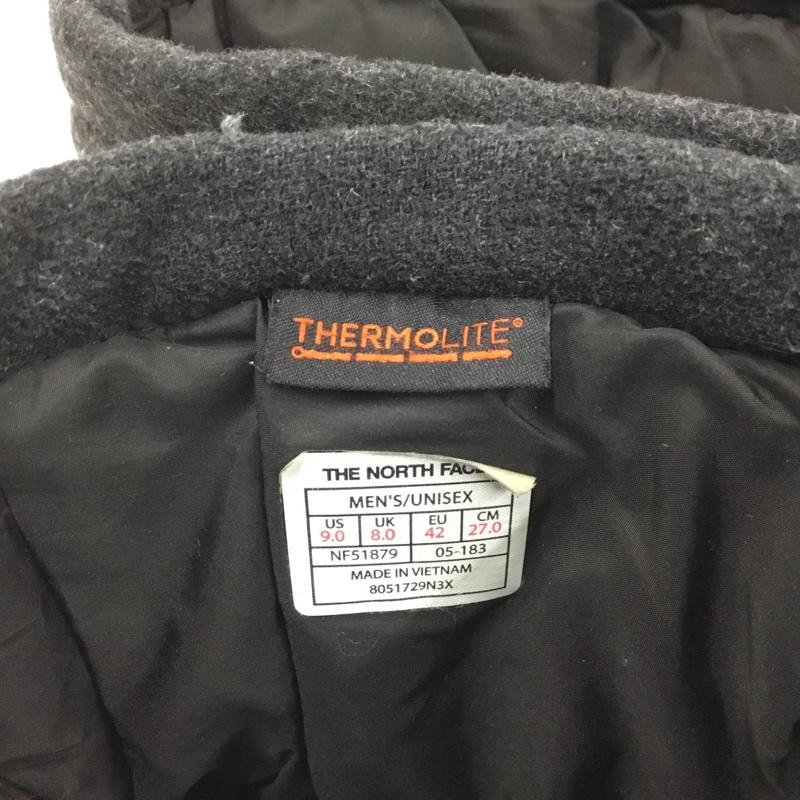 THERMOLITE®
THE NORTH FAC
MEN'S/UNISEX
US UK EU CM
9.0 8.0 42 27.0
NF51879 05-183
MADE IN VIETNAM
8051729N3X